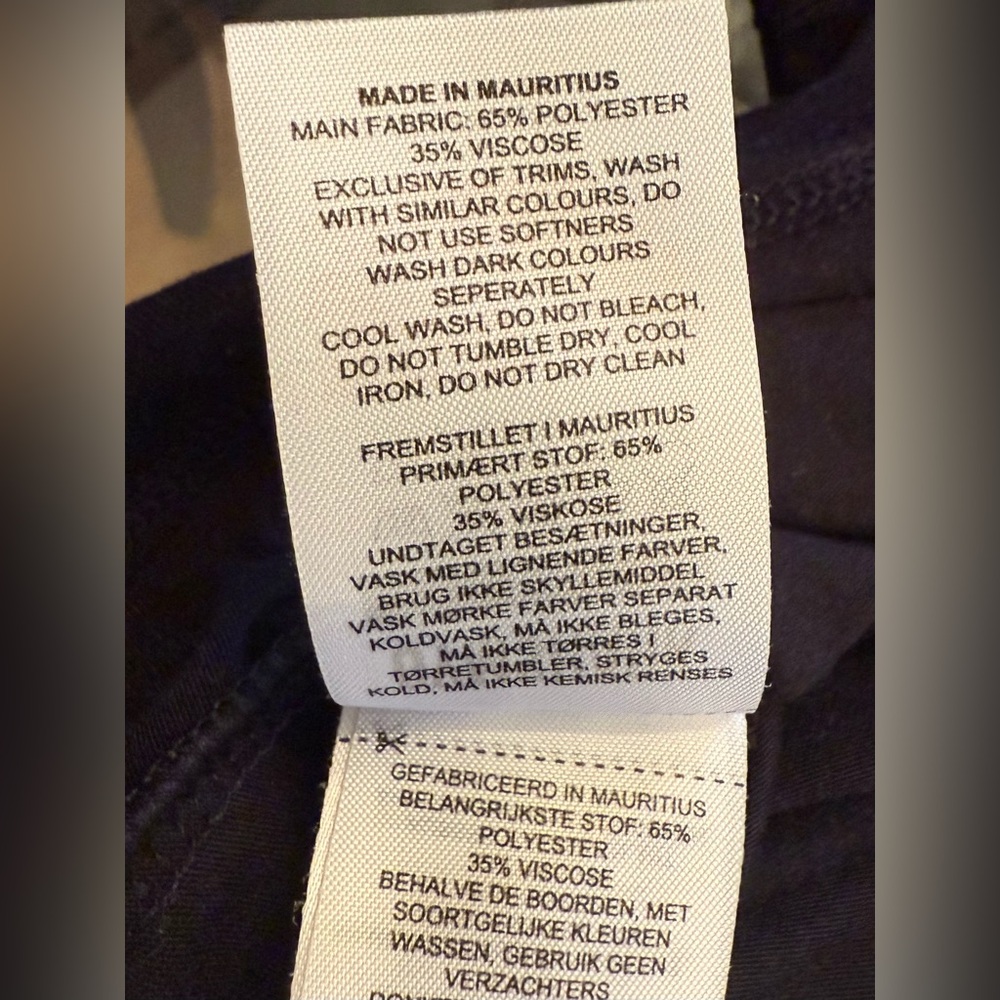 MADE IN MAURITIUS
MAIN FABRIC: 65% POLYESTER
35% VISCOSE
EXCLUSIVE OF TRIMS, WASH
WITH SIMILAR COLOURS, DO
NOT USE SOFTNERS
WASH DARK COLOURS
SEPERATELY
COOL WASH, DO NOT BLEACH,
DO NOT TUMBLE DRY, COOL
IRON, DO NOT DRY CLEAN
FREMSTILLET I MAURITIUS
PRIMÆRT STOF: 65%
POLYESTER
35% VISKOSE
UNDTAGET BESÆTNINGER,
VASK MED LIGNENDE FARVER,
BRUG IKKE SKYLLEMIDDEL
VASK MØRKE FARVER SEPARAT
KOLDVASK, MÅ IKKE BLEGES,
MÅ IKKE TØRRES I
TØRRETUMBLER, STRYGES
KOLD, MÅ IKKE KEMISK RENSES
GEFABRICEERD IN MAURITIUS
BELANGRIJKSTE STOF: 65%
POLYESTER
35% VISCOSE
BEHALVE DE BOORDEN, MET
SOORTGELIJKE KLEUREN
WASSEN, GEBRUIK GEEN
VERZACHTERS